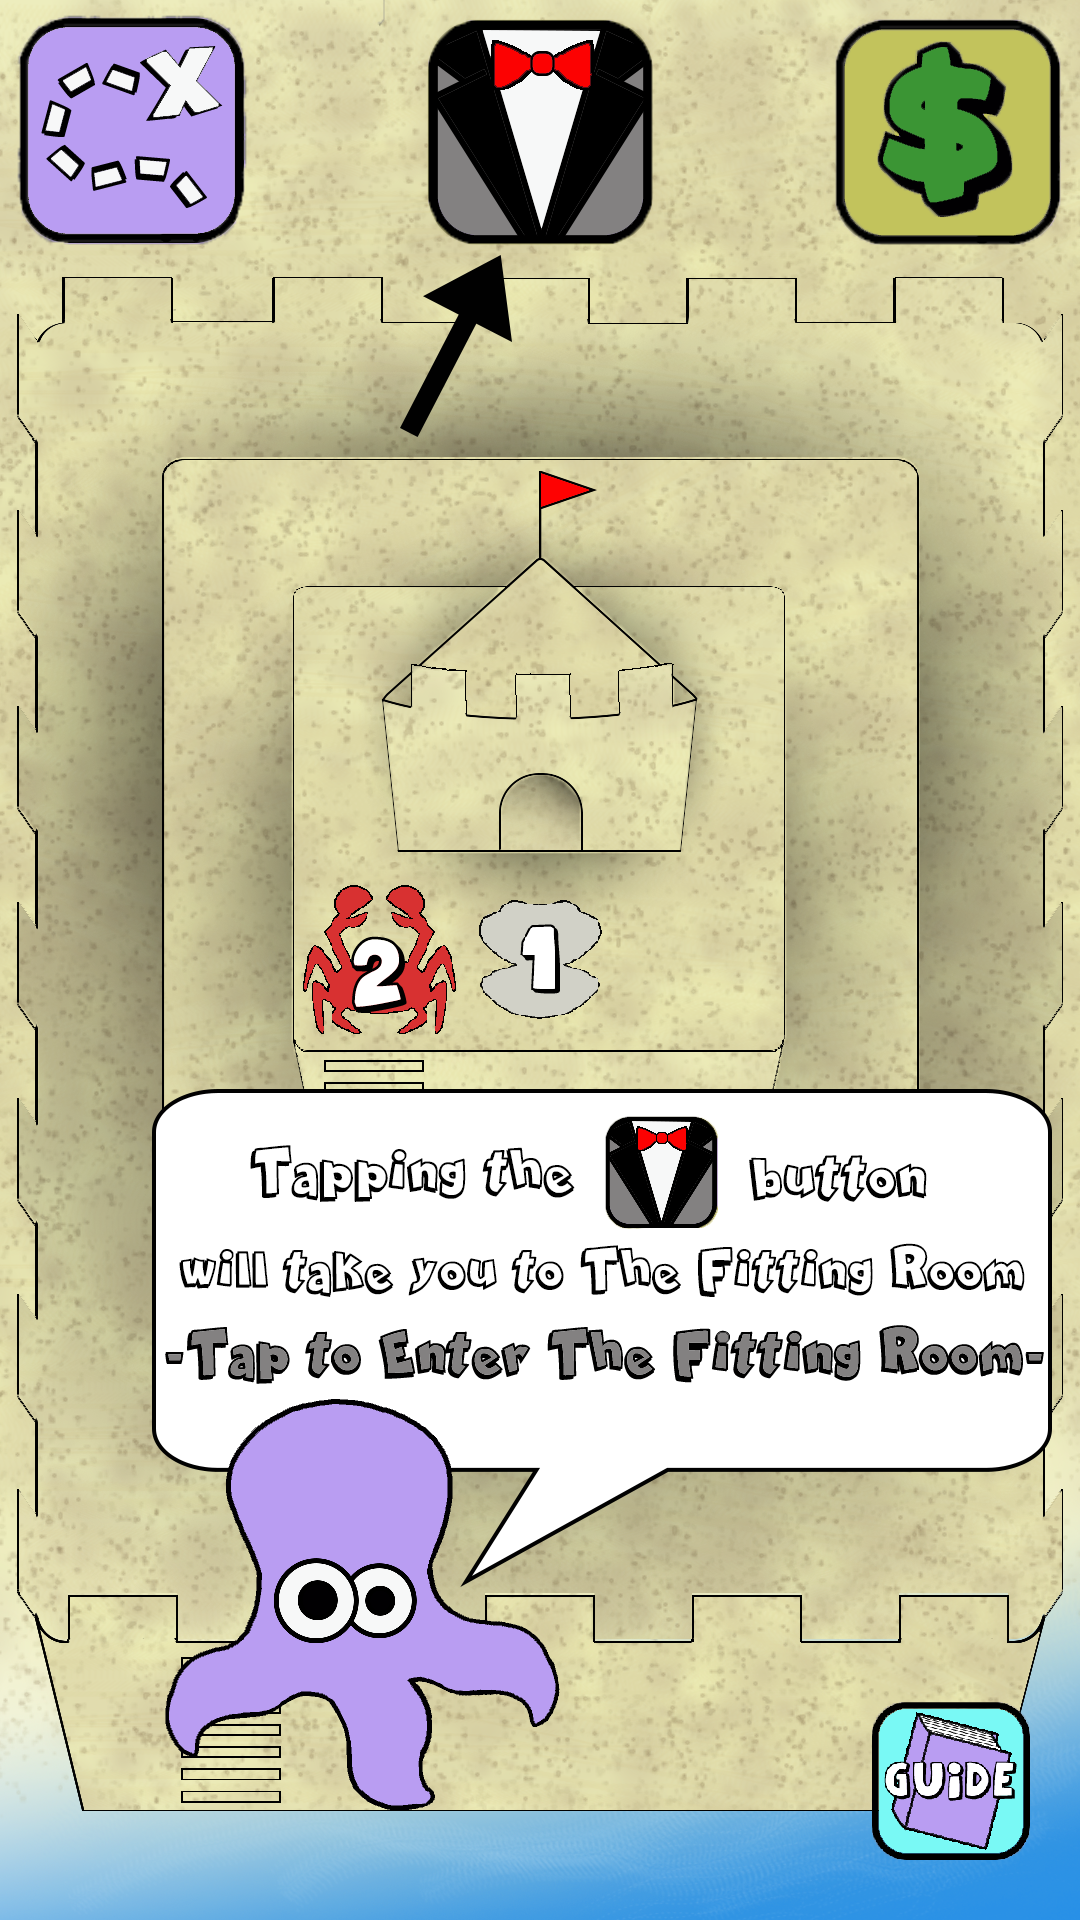 X
$
2
1
Tapping the button
will take you to The Fitting Room
-Tap to Enter The Fitting Room-
GUiDE